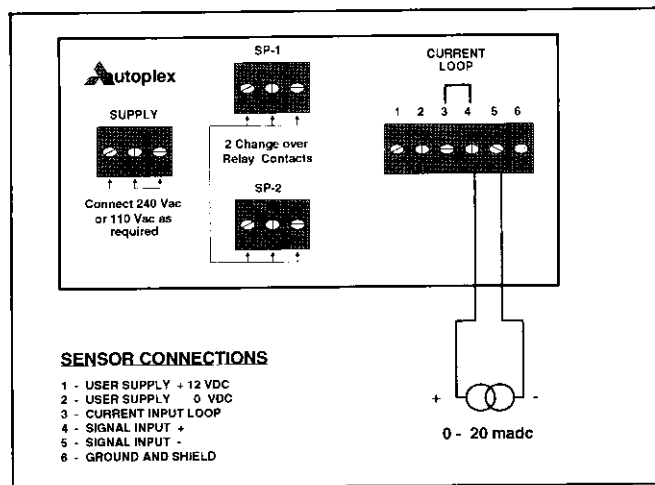 Autoplex
SUPPLY
Connect 240 Vac
or 110 Vac as
required
SP-1
2 Change over
Relay Contacts
SP-2
CURRENT
LOOP
1 2 3 4 5 6
+ -
0 - 20 madc
SENSOR CONNECTIONS
1 - USER SUPPLY + 12 VDC
2 - USER SUPPLY 0 VDC
3 - CURRENT INPUT LOOP
4 - SIGNAL INPUT +
5 - SIGNAL INPUT -
6 - GROUND AND SHIELD